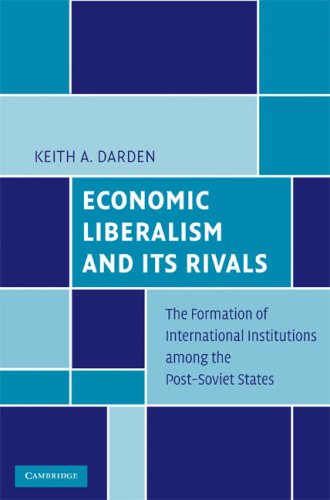 KEITH A. DARDEN
ECONOMIC
LIBERALISM
AND ITS RIVALS
The Formation of
International Institutions
among the
Post-Soviet States
CAMBRIDGE